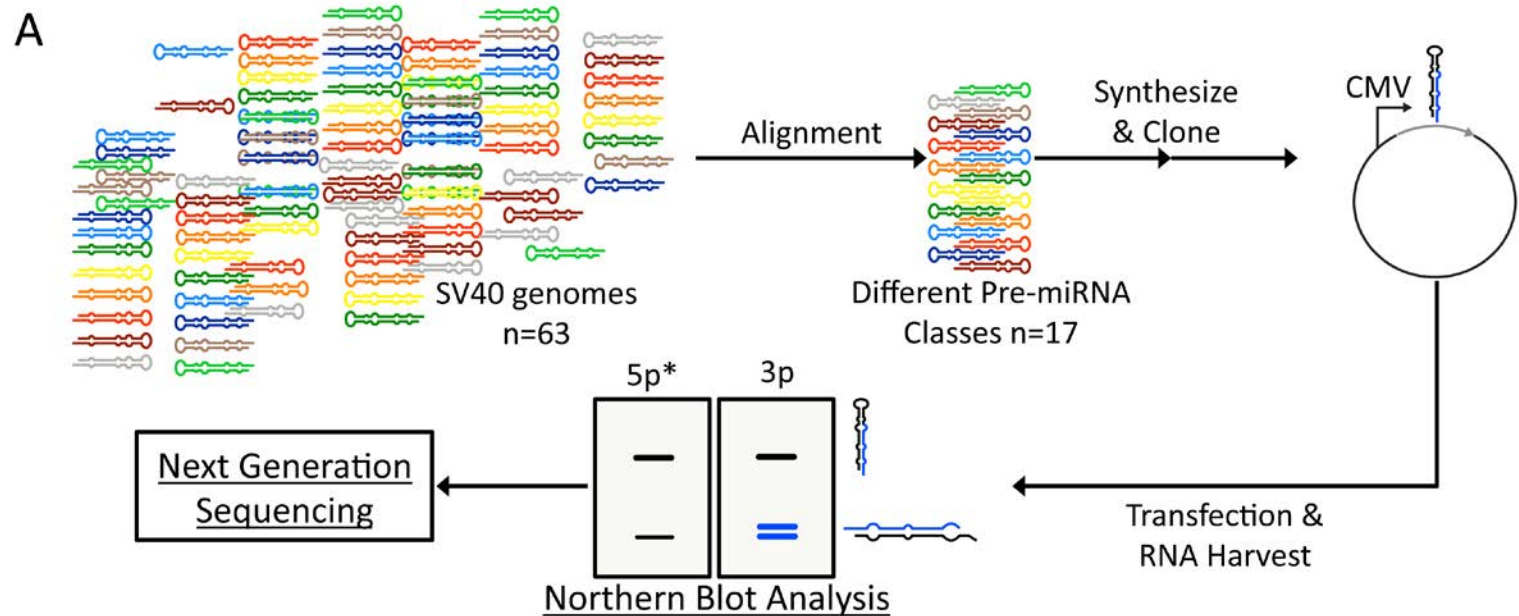 A
SV40 genomes
n=63
Alignment
Different Pre-miRNA
Classes n=17
Synthesize
& Clone
CMV
Transfection &
RNA Harvest
5p*
3p
Northern Blot Analysis
Next Generation
Sequencing